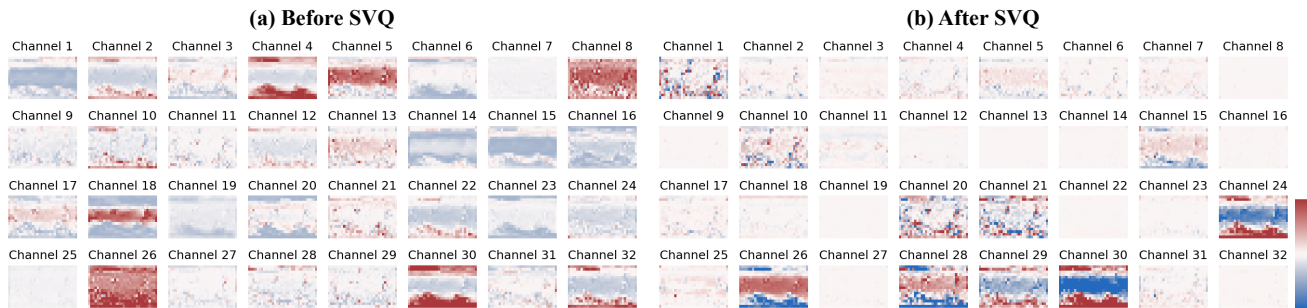 (a) Before SVQ
(b) After SVQ
Channel 1 Channel 2 Channel 3 Channel 4 Channel 5 Channel 6 Channel 7 Channel 8 Channel 1 Channel 2 Channel 3 Channel 4 Channel 5 Channel 6 Channel 7 Channel 8
Channel 9 Channel 10 Channel 11 Channel 12 Channel 13 Channel 14 Channel 15 Channel 16 Channel 9 Channel 10 Channel 11 Channel 12 Channel 13 Channel 14 Channel 15 Channel 16
Channel 17 Channel 18 Channel 19 Channel 20 Channel 21 Channel 22 Channel 23 Channel 24 Channel 17 Channel 18 Channel 19 Channel 20 Channel 21 Channel 22 Channel 23 Channel 24
Channel 25 Channel 26 Channel 27 Channel 28 Channel 29 Channel 30 Channel 31 Channel 32 Channel 25 Channel 26 Channel 27 Channel 28 Channel 29 Channel 30 Channel 31 Channel 32